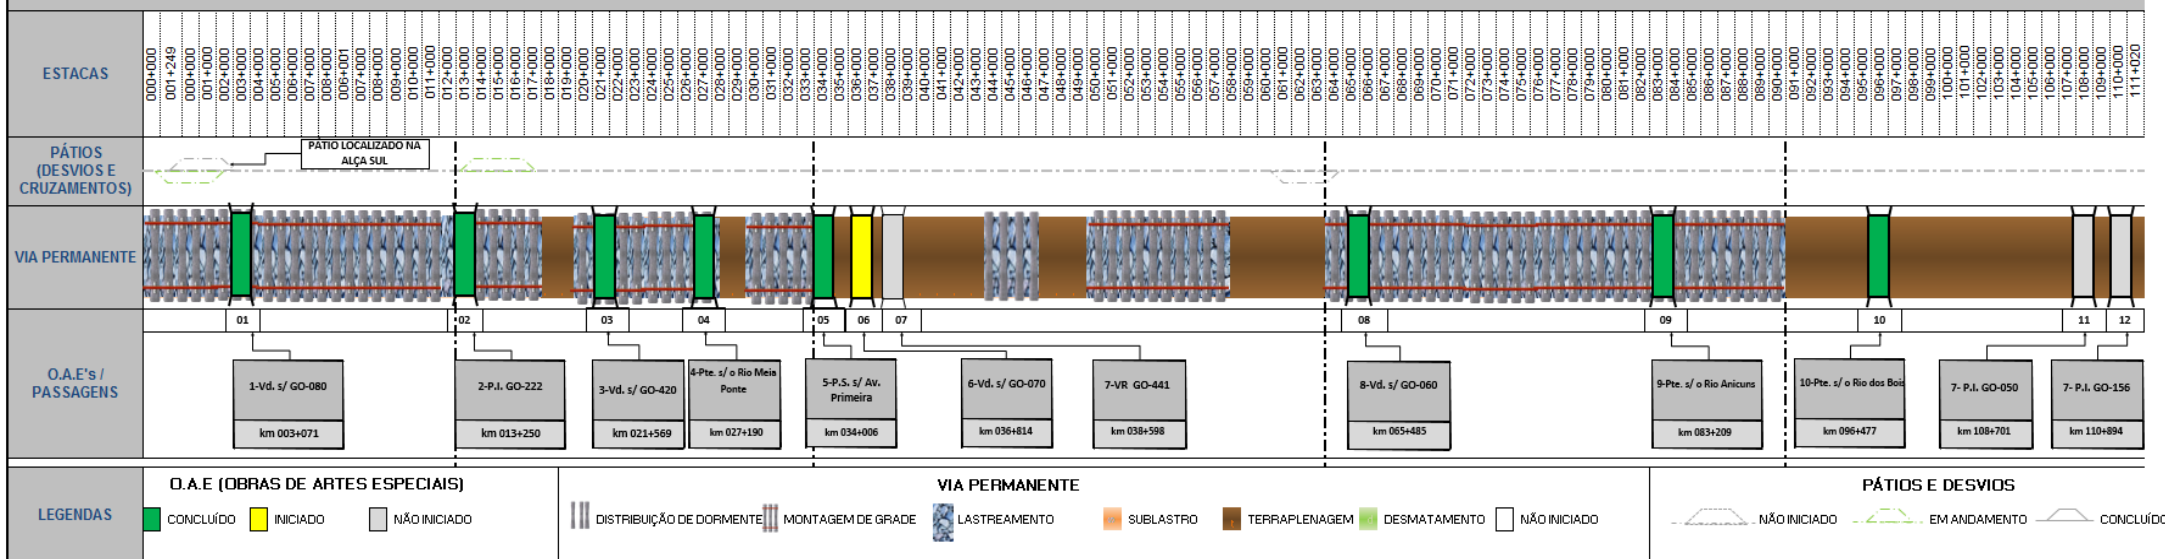 ESTACAS
000+000
001+249
000+000
001+000
002+000
003+000
004+000
005+000
006+000
007+000
008+000
006+001
007+000
008+000
009+000
010+000
011+000
012+000
013+000
014+000
015+000
016+000
017+000
018+000
019+000
020+000
021+000
022+000
023+000
024+000
025+000
026+000
027+000
029+000
030+000
031+000
032+000
033+000
034+000
035+000
036+000
037+000
038+000
039+000
040+000
041+000
042+000
043+000
044+000
045+000
046+000
047+000
048+000
049+000
050+000
051+000
052+000
053+000
054+000
055+000
056+000
057+000
058+000
059+000
060+000
061+000
062+000
063+000
064+000
065+000
066+000
067+000
068+000
069+000
070+000
071+000
072+000
073+000
074+000
075+000
076+000
077+000
078+000
079+000
080+000
081+000
082+000
083+000
084+000
085+000
086+000
087+000
088+000
089+000
090+000
091+000
092+000
093+000
094+000
095+000
096+000
097+000
098+000
099+000
100+000
101+000
102+000
103+000
104+000
105+000
106+000
107+000
108+000
109+000
110+000
111+020
PÁTIOS
(DESVIOS E
CRUZAMENTOS)
PÁTIO LOCALIZADO NA
ALÇA SUL
VIA PERMANENTE
O.A.E's /
PASSAGENS
01 02 03 04 05 06 07 08 09 10 11 12
1-Vd. s/ GO-080
km 003+071
2-P.I. GO-222
km 013+250
3-Vd. s/ GO-420
km 021+569
4-Pte. s/ o Rio Meia
Ponte
km 027+190
5-P.S. s/ Av.
Primeira
km 034+006
6-Vd. s/ GO-070
km 036+814
7-VR GO-441
km 038+598
8-Vd. s/ GO-060
km 065+485
9-Pte. s/ o Rio Anicuns
km 083+209
10-Pte. s/ o Rio dos Bois
km 096+477
7- P.I. GO-050
km 108+701
7- P.I. GO-156
km 110+894
LEGENDAS
O.A.E (OBRAS DE ARTES ESPECIAIS)
CONCLUÍDO INICIADO NÃO INICIADO
VIA PERMANENTE
DISTRIBUIÇÃO DE DORMENTE MONTAGEM DE GRADE LASTREAMENTO SUBLASTRO TERRAPLENAGEM DESMATAMENTO NÃO INICIADO
PÁTIOS E DESVIOS
NÃO INICIADO EM ANDAMENTO CONCLUÍDO